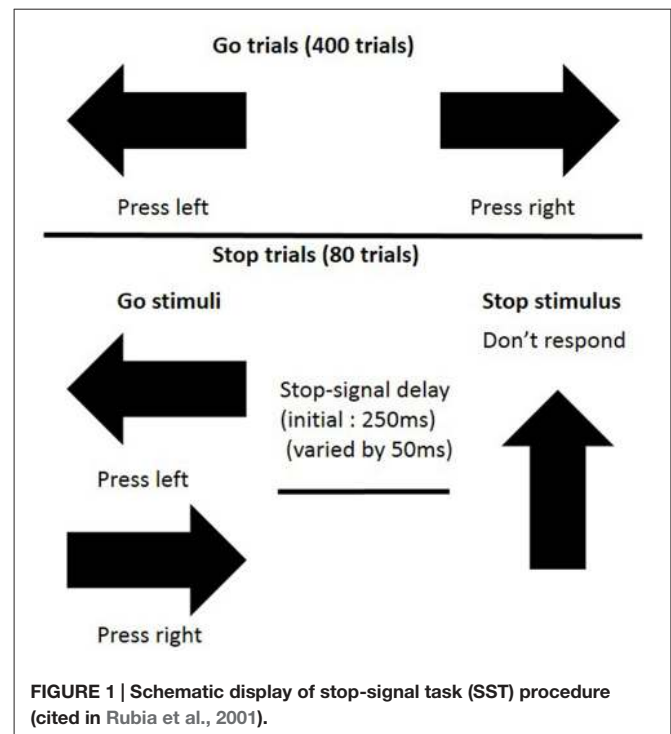 Go trials (400 trials)
Press left
Press right
Stop trials (80 trials)
Go stimuli
Stop stimulus
Don't respond
Stop-signal delay
(initial : 250ms)
(varied by 50ms)
Press left
Press right
FIGURE 1 | Schematic display of stop-signal task (SST) procedure
(cited in Rubia et al., 2001).